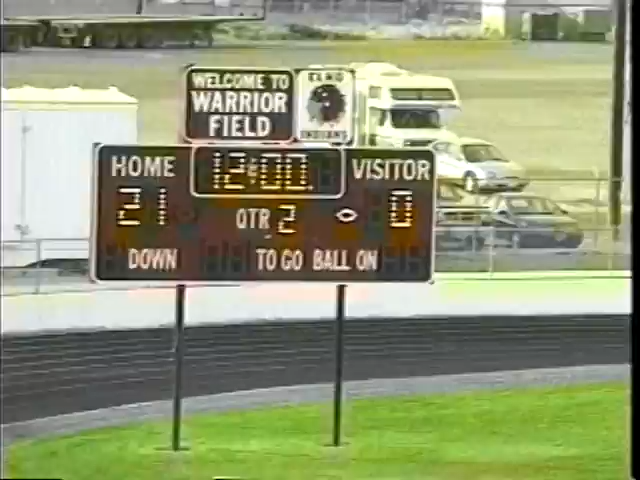 WELCOME TO
WARRIOR
FIELD
ELKO
INDIANS
HOME 12:00 VISITOR
21 QTR 2 0
DOWN TO GO BALL ON